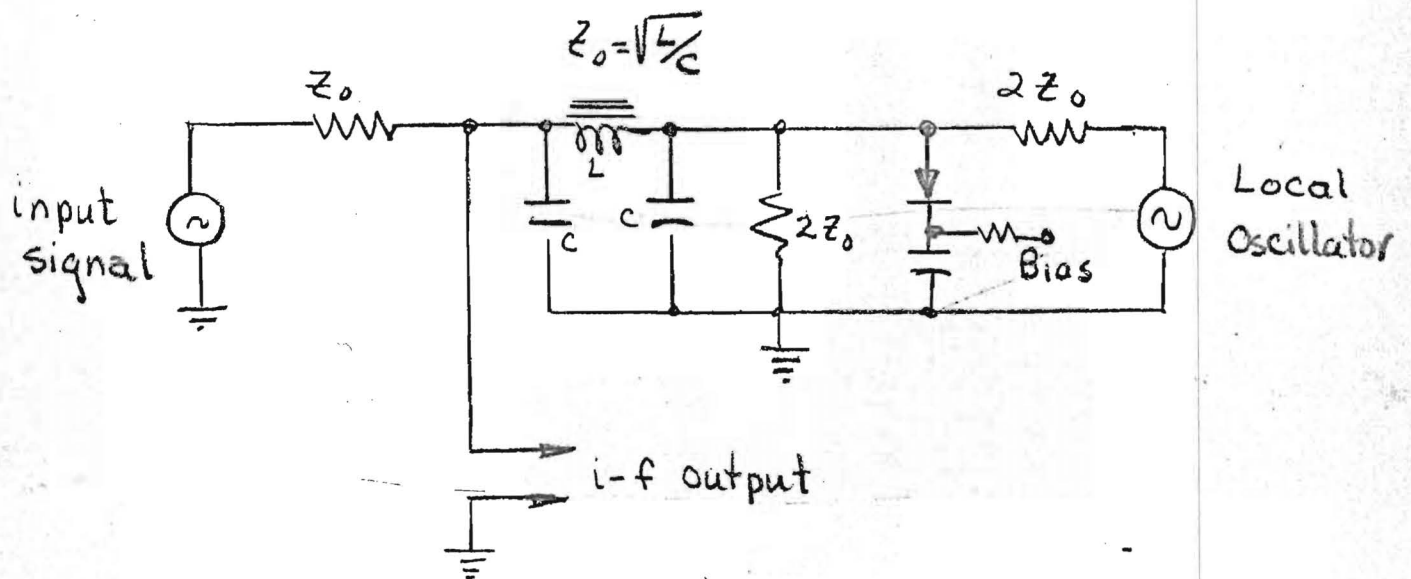 Z₀=√L/C
Z₀
2Z₀
input
signal
L
C
C
2Z₀
Bias
Local
Oscillator
i-f output